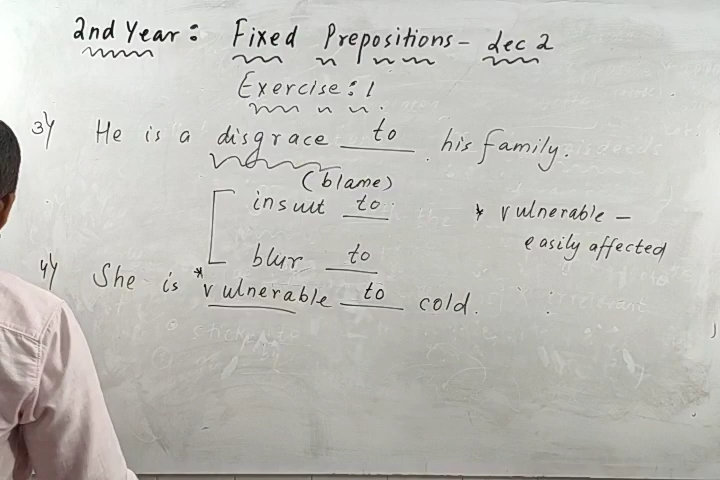 2nd Year: Fixed Prepositions - Lec 2
Exercise: 1
3) He is a disgrace to his family.
(blame)
insult to
* vulnerable -
easily affected
blur to
4) She is *vulnerable to cold.